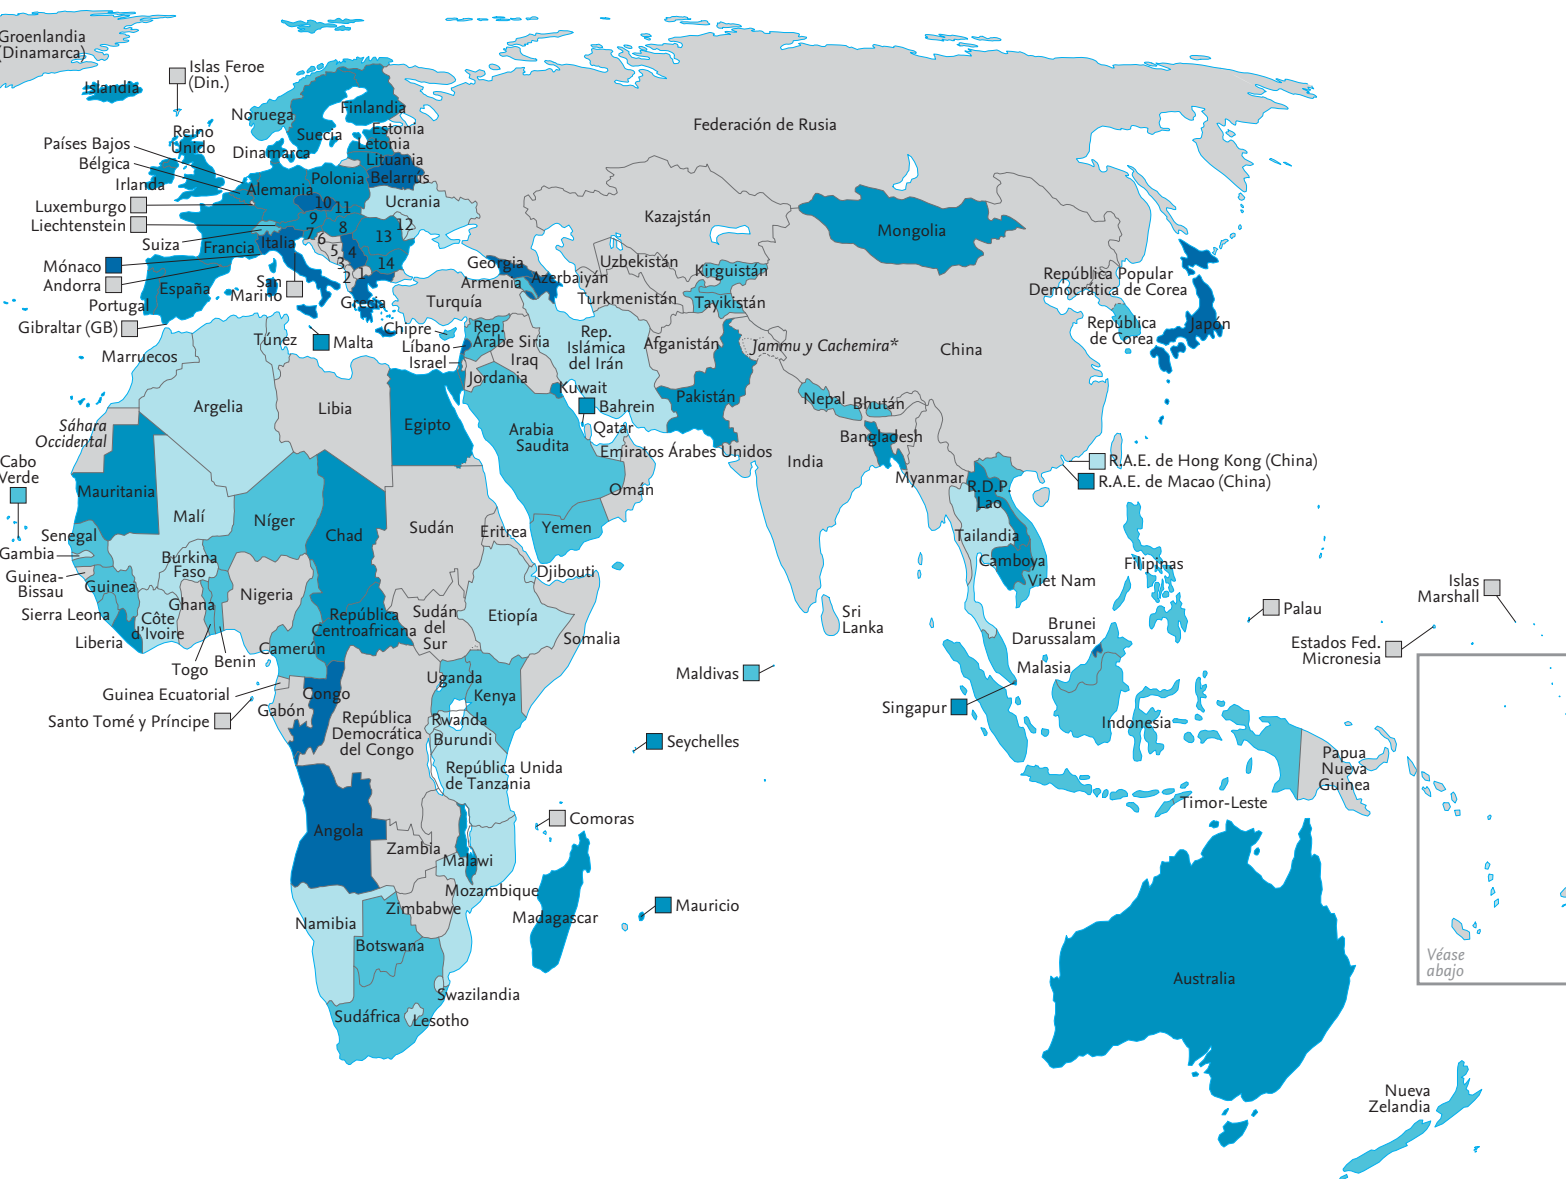 Groenlandia
(Dinamarca)
Islas Feroe
(Din.)
Islandia
Noruega
Finlandia
Suecia
Reino
Unido
Países Bajos
Bélgica
Dinamarca
Estonia
Letonia
Lituania
Belarrus
Irlanda
Alemania
Polonia
Luxemburgo
Liechtenstein
Ucrania
10
11
9
8
7
6
5
4
3
2
1
12
13
14
Suiza
Francia
Italia
Mónaco
Andorra
San
Marino
Portugal
España
Grecia
Gibraltar (GB)
Malta
Federación de Rusia
Kazajstán
Mongolia
Georgia
Armenia
Azerbaiyán
Uzbekistán
Turkmenistán
Kirguistán
Tayikistán
Turquía
República Popular
Democrática de Corea
República
de Corea
Japón
Chipre
Líbano
Israel
Rep.
Árabe Siria
Iraq
Jordania
Rep.
Islámica
del Irán
Afganistán
Jammu y Cachemira*
China
Marruecos
Túnez
Argelia
Libia
Egipto
Kuwait
Bahrein
Qatar
Arabia
Saudita
Emiratos Árabes Unidos
Omán
Yemen
Pakistán
Nepal
Bhután
Bangladesh
India
Myanmar
R.D.P.
Lao
R.A.E. de Hong Kong (China)
R.A.E. de Macao (China)
Sáhara
Occidental
Cabo
Verde
Mauritania
Malí
Níger
Chad
Sudán
Eritrea
Djibouti
Senegal
Gambia
Guinea-
Bissau
Guinea
Burkina
Faso
Sierra Leona
Liberia
Côte
d'Ivoire
Ghana
Togo
Benin
Nigeria
Camerún
República
Centroafricana
Sudán
del
Sur
Etiopía
Somalia
Tailandia
Camboya
Viet Nam
Filipinas
Sri
Lanka
Maldivas
Brunei
Darussalam
Malasia
Singapur
Indonesia
Palau
Islas
Marshall
Estados Fed.
Micronesia
Guinea Ecuatorial
Santo Tomé y Príncipe
Gabón
Congo
República
Democrática
del Congo
Uganda
Kenya
Rwanda
Burundi
República Unida
de Tanzania
Seychelles
Comoras
Papua
Nueva
Guinea
Timor-Leste
Angola
Zambia
Malawi
Mozambique
Zimbabwe
Namibia
Botswana
Madagascar
Mauricio
Swazilandia
Lesotho
Sudáfrica
Australia
Véase
abajo
Nueva
Zelandia